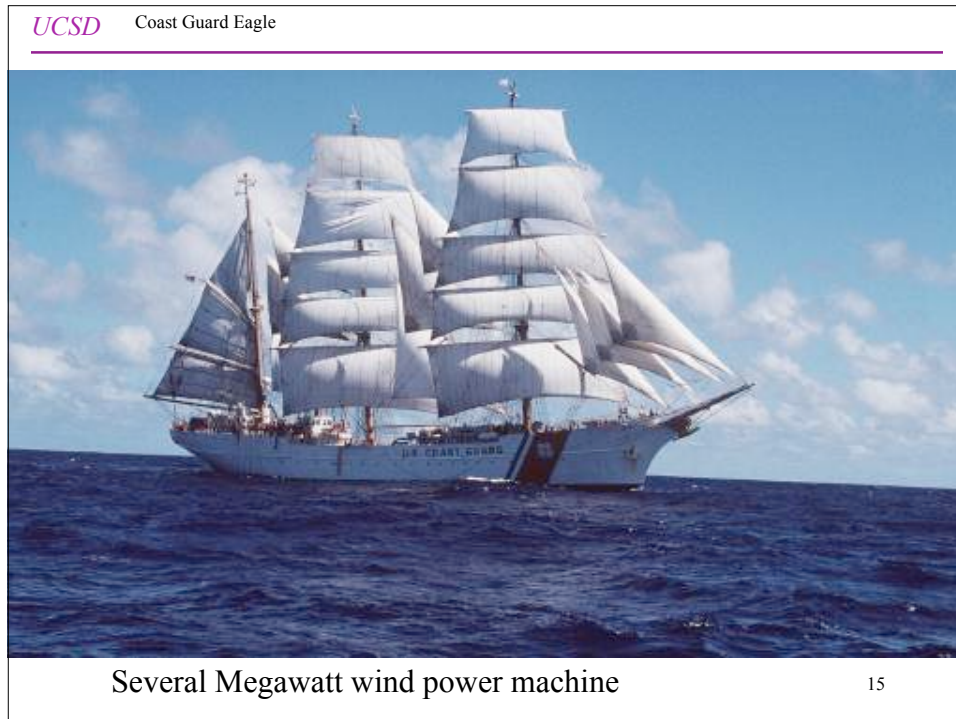 UCSD Coast Guard Eagle
U.S. COAST GUARD
Several Megawatt wind power machine 15